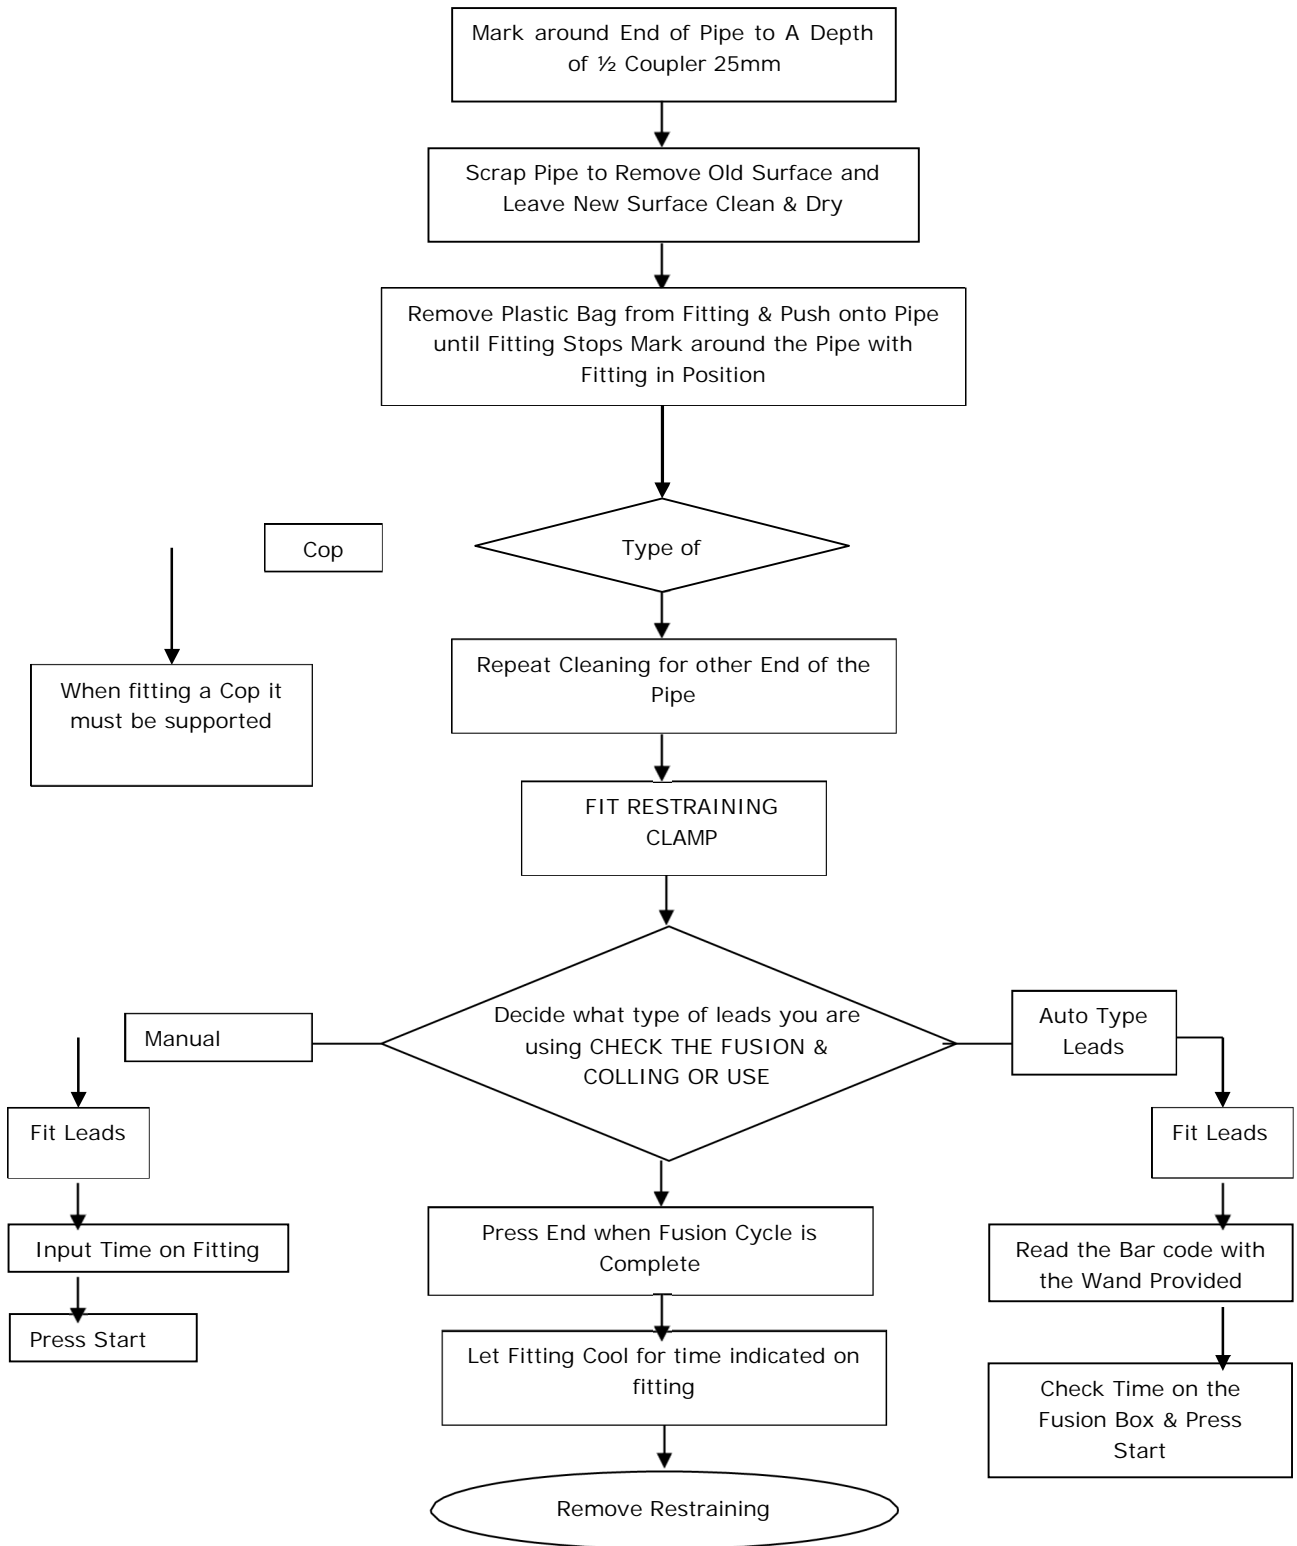 Mark around End of Pipe to A Depth
of ½ Coupler 25mm
Scrap Pipe to Remove Old Surface and
Leave New Surface Clean & Dry
Remove Plastic Bag from Fitting & Push onto Pipe
until Fitting Stops Mark around the Pipe with
Fitting in Position
Cop
Type of
When fitting a Cop it
must be supported
Repeat Cleaning for other End of the
Pipe
FIT RESTRAINING
CLAMP
Decide what type of leads you are
using CHECK THE FUSION &
COLLING OR USE
Manual
Auto Type
Leads
Fit Leads
Input Time on Fitting
Press Start
Fit Leads
Read the Bar code with
the Wand Provided
Check Time on the
Fusion Box & Press
Start
Press End when Fusion Cycle is
Complete
Let Fitting Cool for time indicated on
fitting
Remove Restraining